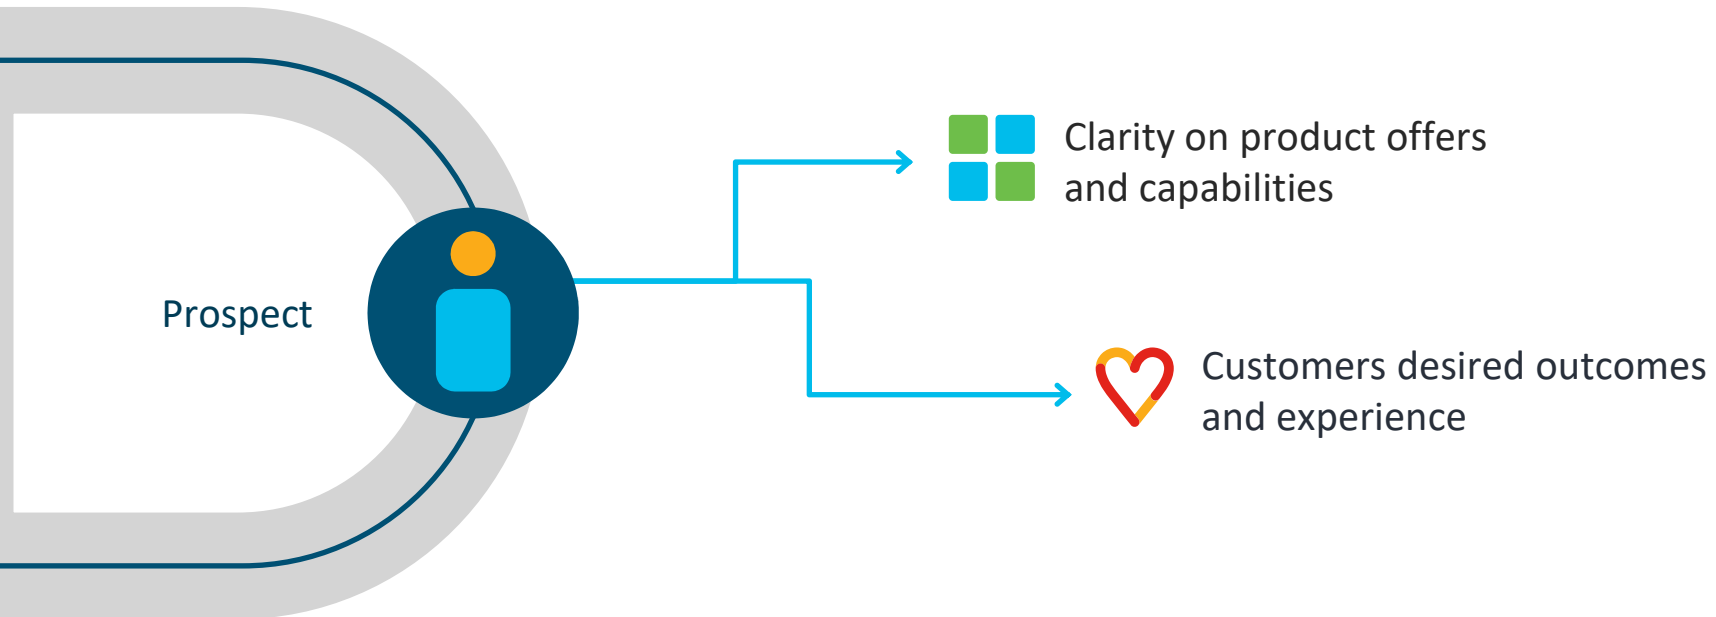 Clarity on product offers
and capabilities
Prospect
Customers desired outcomes
and experience